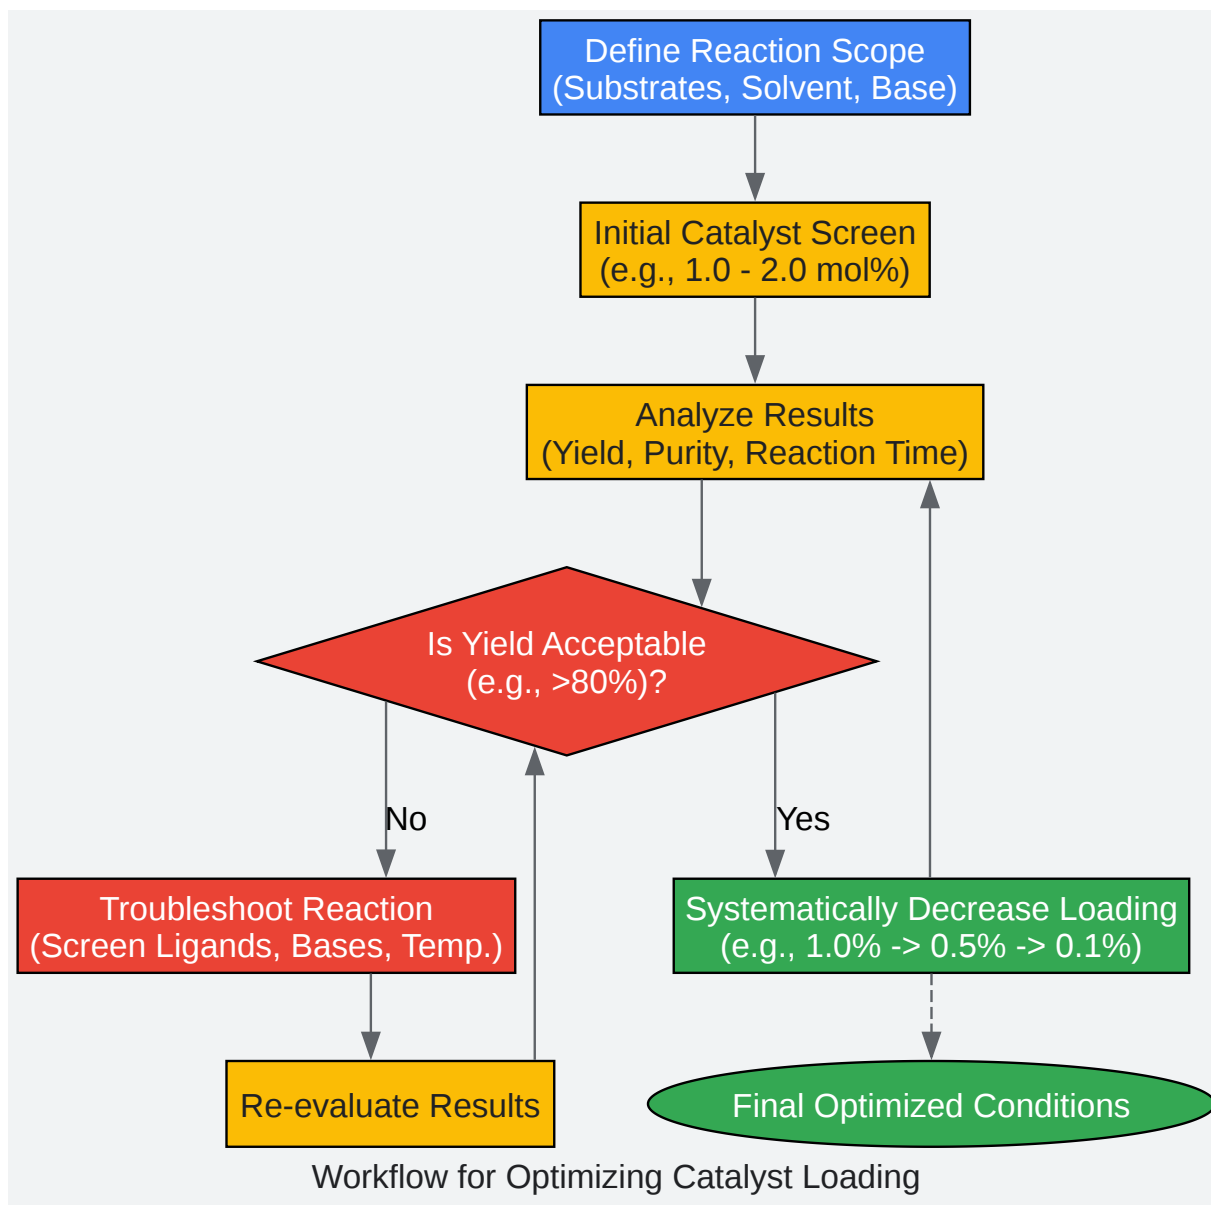 Define Reaction Scope
(Substrates, Solvent, Base)
Initial Catalyst Screen
(e.g., 1.0 - 2.0 mol%)
Analyze Results
(Yield, Purity, Reaction Time)
Is Yield Acceptable
(e.g., >80%)?
No
Yes
Troubleshoot Reaction
(Screen Ligands, Bases, Temp.)
Systematically Decrease Loading
(e.g., 1.0% -> 0.5% -> 0.1%)
Re-evaluate Results
Final Optimized Conditions
Workflow for Optimizing Catalyst Loading